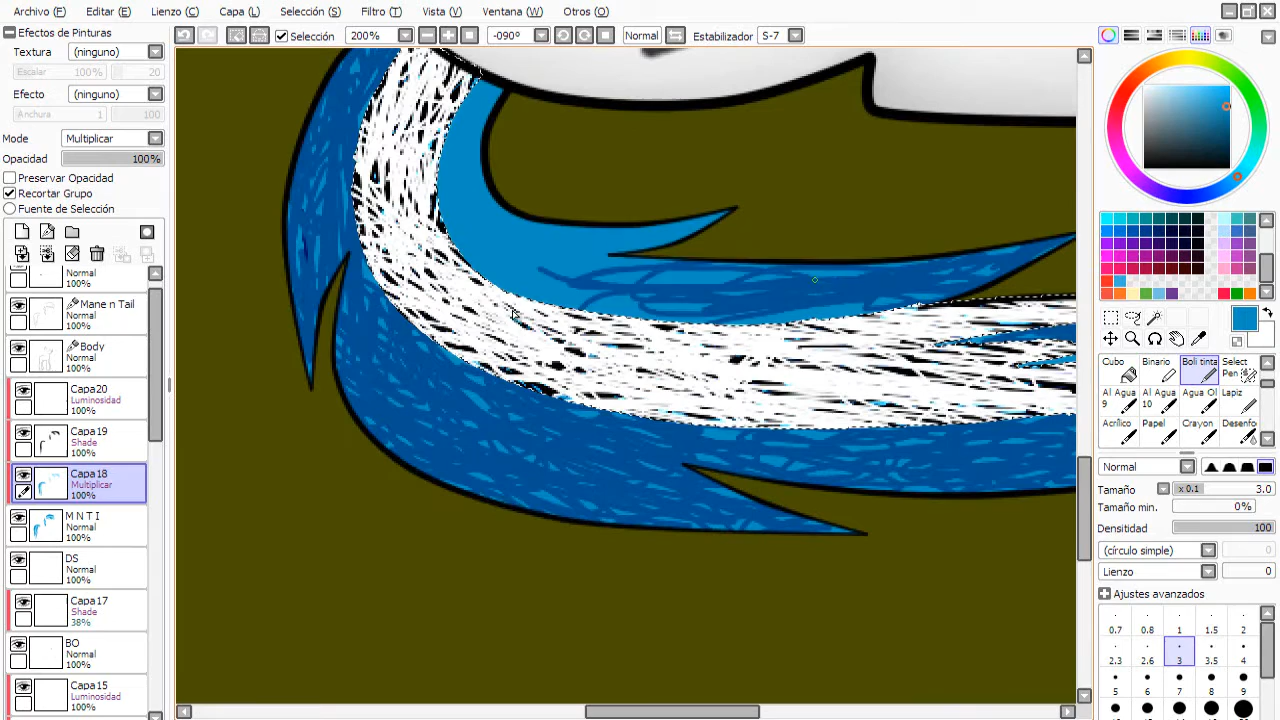 Archivo (F) Editar (E) Lienzo (C) Capa (L) Selección (S) Filtro (T) Vista (V) Ventana (W) Otros (O)
Efectos de Pinturas
Selección 200% -090º Normal Estabilizador S-7
Textura (ninguno)
Escalar 100% 20
Efecto (ninguno)
Anchura 1 100
Mode Multiplicar
Opacidad 100%
Preservar Opacidad
Recortar Grupo
Fuente de Selección
Normal
Mane n Tail
Normal
100%
Body
Normal
100%
Capa20
Luminosidad
100%
Capa19
Shade
100%
Capa18
Multiplicar
100%
M N T I
Normal
100%
DS
Normal
100%
Capa17
Shade
38%
BO
Normal
100%
Capa15
Luminosidad
100%
Cubo Binario Boli tinta Select Pen
Al Agua 9 Al Agua 10 Agua Ol Lapiz
Acrílico Papel Crayon Desenfo
Normal
Tamaño x 0.1 3.0
Tamaño min. 0%
Densitidad 100
(círculo simple) 0
Lienzo 0
Ajustes avanzados
0.7 0.8 1 1.5 2
2.3 2.6 3 3.5 4
5 6 7 8 9